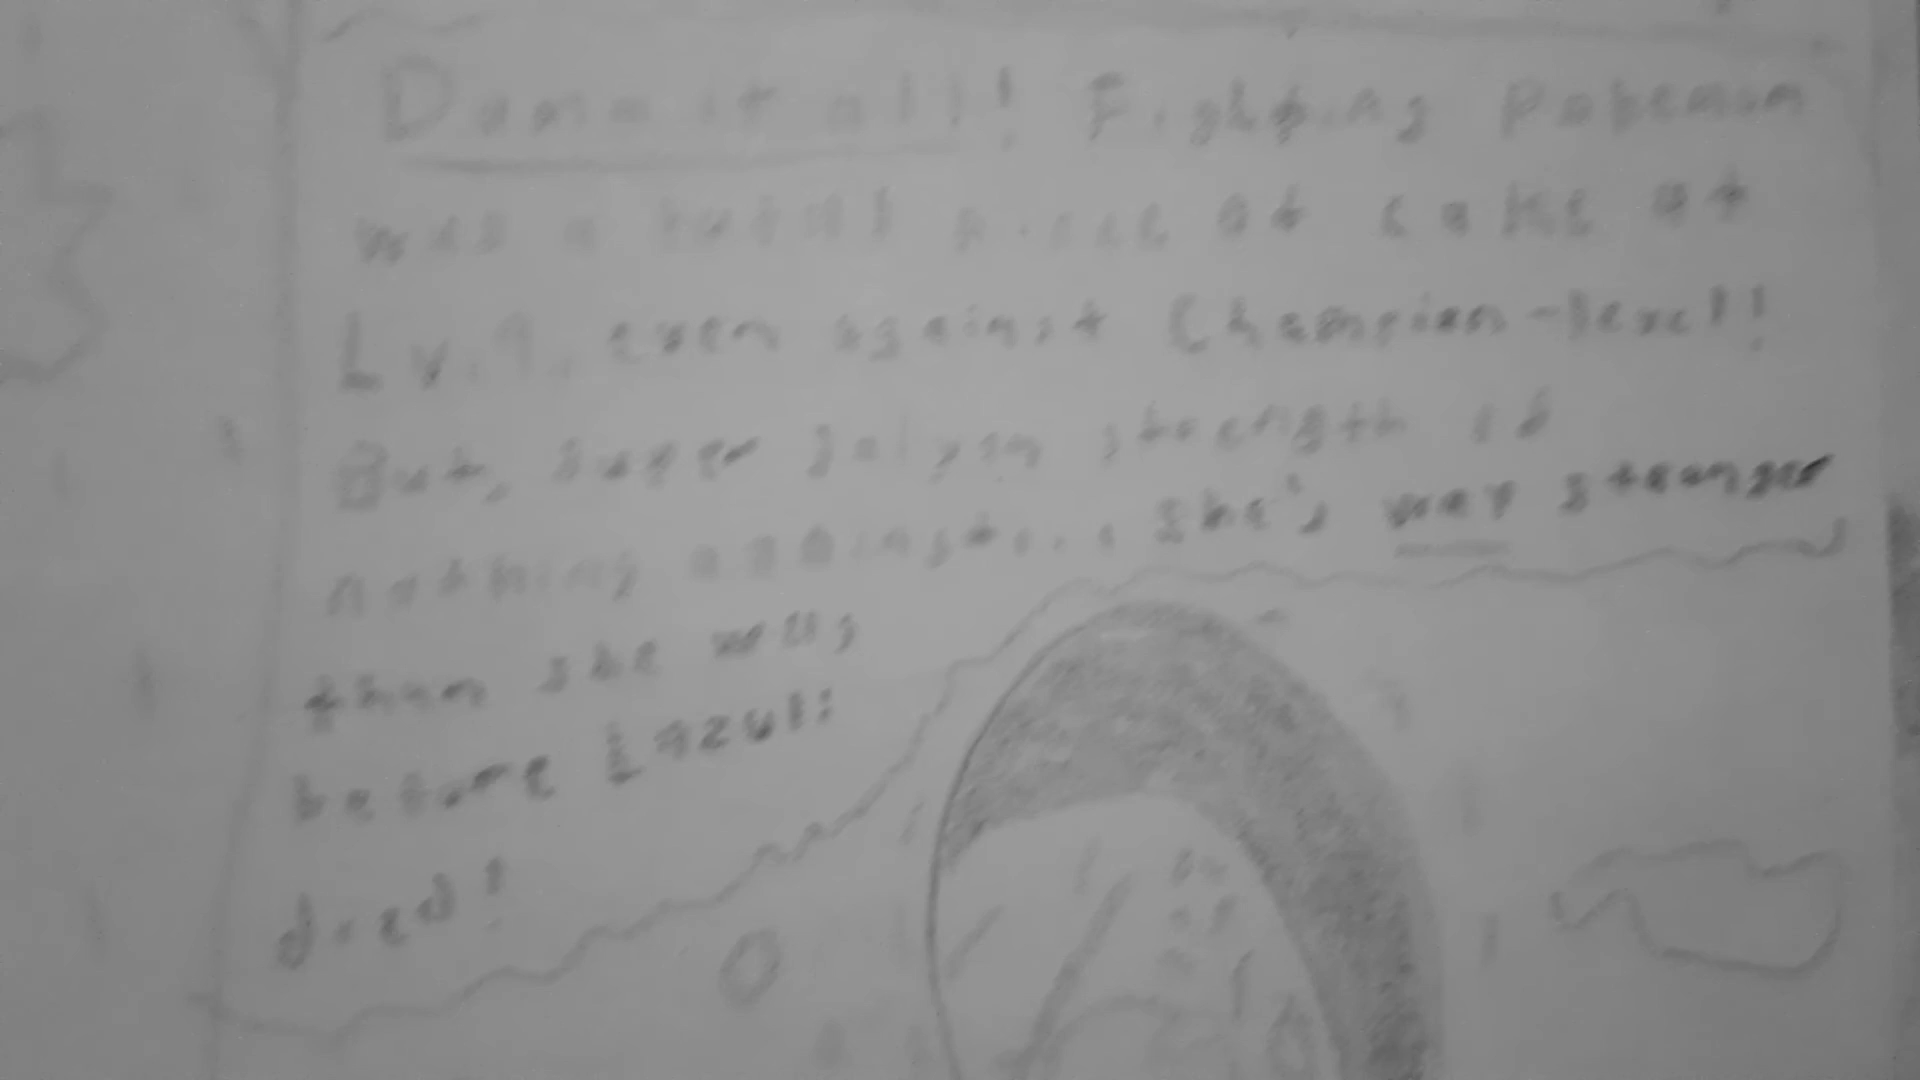 Damn it all! Fighting Pokemon
was a total piece of cake at
Lv. 9, even against Champion-level!
But, super saiyan strength is
nothing against... she's way stronger
than she was
before Lazuli
died!